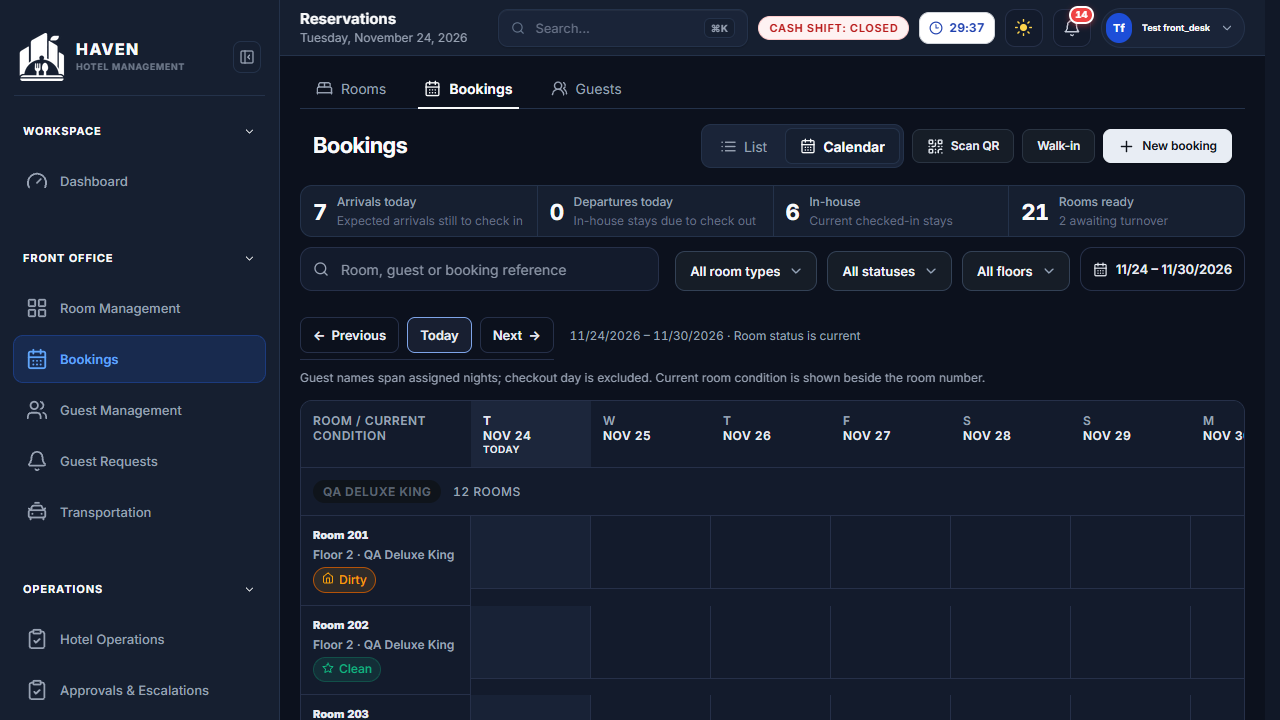 HAVEN
HOTEL MANAGEMENT
WORKSPACE
Dashboard
FRONT OFFICE
Room Management
Bookings
Guest Management
Guest Requests
Transportation
OPERATIONS
Hotel Operations
Approvals & Escalations
Reservations
Tuesday, November 24, 2026
Search...
⌘K
CASH SHIFT: CLOSED
29:37
14
Tf
Test front_desk
Rooms
Bookings
Guests
Bookings
List
Calendar
Scan QR
Walk-in
New booking
7 Arrivals today
Expected arrivals still to check in
0 Departures today
In-house stays due to check out
6 In-house
Current checked-in stays
21 Rooms ready
2 awaiting turnover
Room, guest or booking reference
All room types
All statuses
All floors
11/24 – 11/30/2026
← Previous
Today
Next →
11/24/2026 – 11/30/2026 · Room status is current
Guest names span assigned nights; checkout day is excluded. Current room condition is shown beside the room number.
ROOM / CURRENT
CONDITION
T
NOV 24
TODAY
W
NOV 25
T
NOV 26
F
NOV 27
S
NOV 28
S
NOV 29
M
NOV 3
QA DELUXE KING
12 ROOMS
Room 201
Floor 2 · QA Deluxe King
Dirty
Room 202
Floor 2 · QA Deluxe King
Clean
Room 203